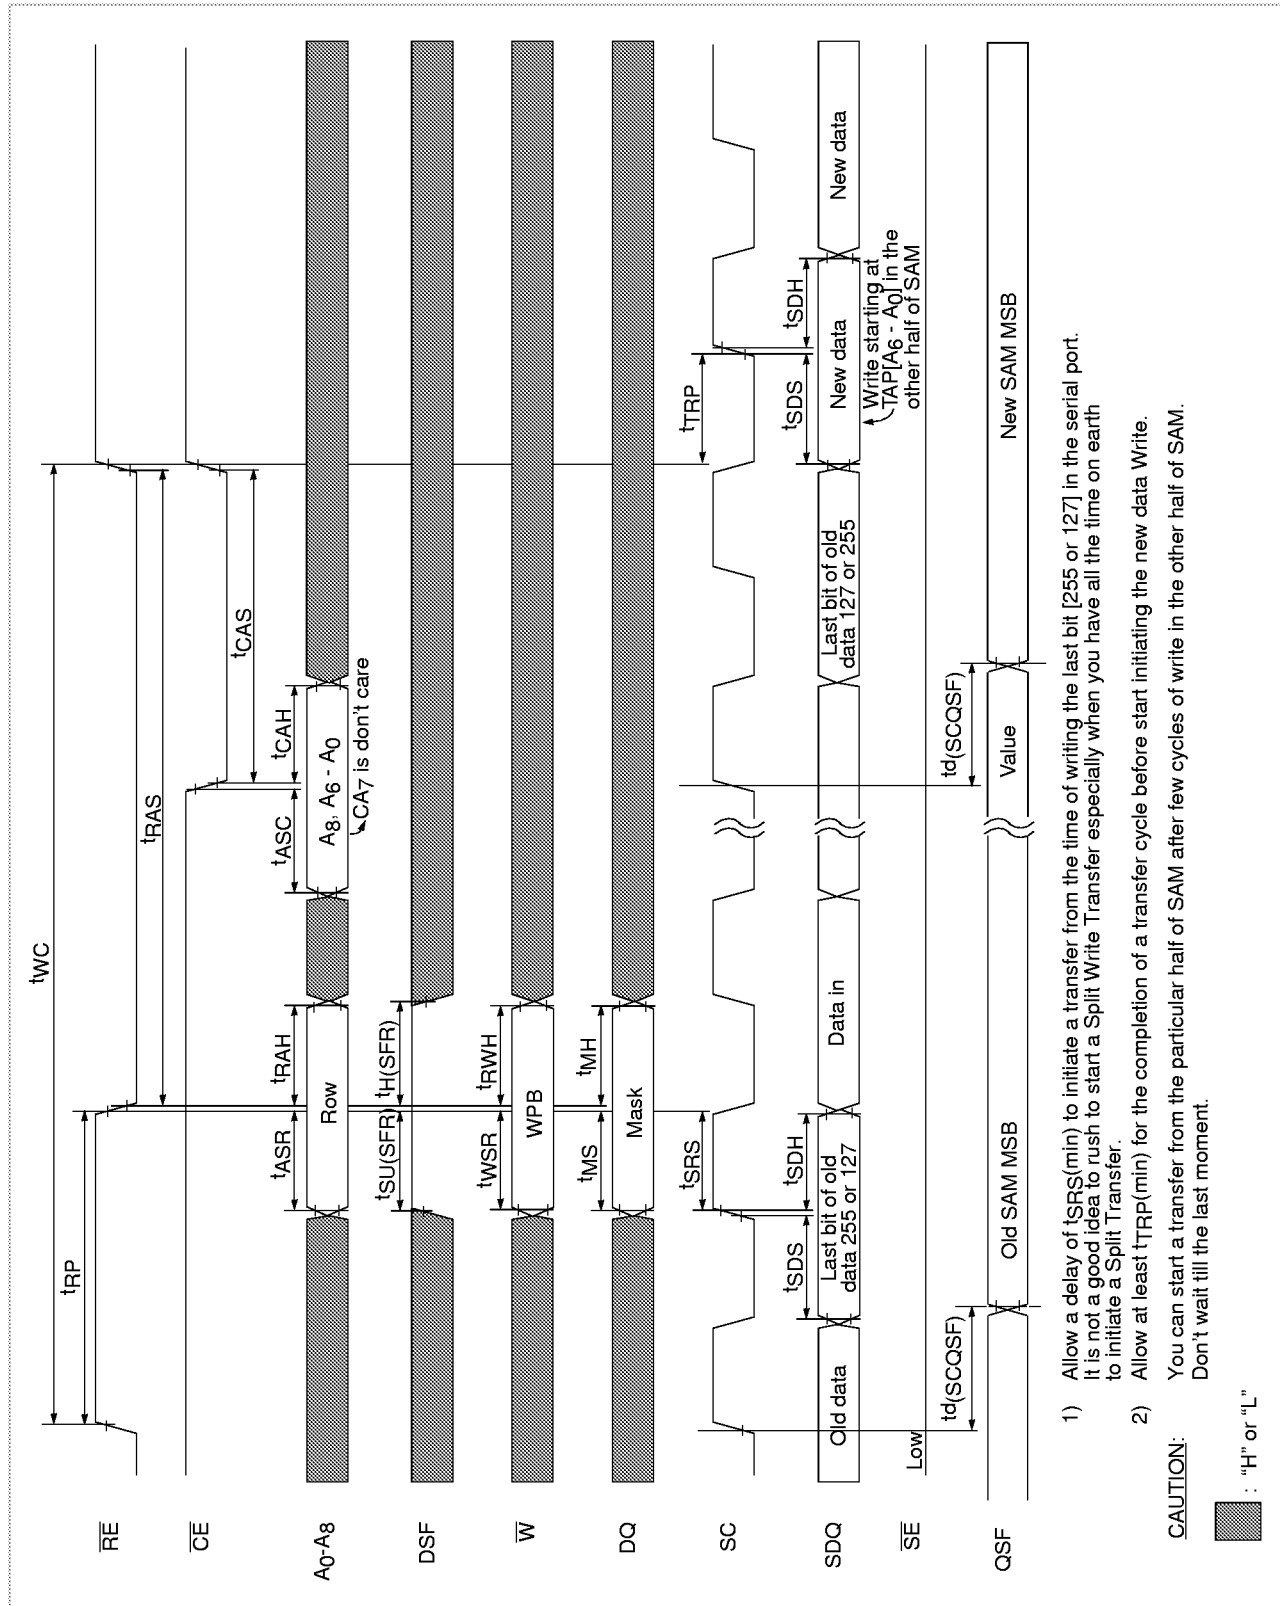 tWC
tRP
tRAS
RE
tCAS
CE
tASR
tRAH
tASC
tCAH
A0-A8
Row
A8, A6 - A0
CA7 is don't care
tSU(SFR)
tH(SFR)
DSF
tWSR
tRWH
W
WPB
tMS
tMH
DQ
Mask
tSRS
tTRP
SC
tSDS
tSDH
tSDS
tSDH
SDQ
Old data
Last bit of old
data 255 or 127
Data in
Last bit of old
data 127 or 255
New data
New data
Write starting at
TAP[A6 - A0] in the
other half of SAM
SE
Low
td(SCQSF)
td(SCQSF)
QSF
Old SAM MSB
Value
New SAM MSB
1) Allow a delay of tSRS(min) to initiate a transfer from the time of writing the last bit [255 or 127] in the serial port.
It is not a good idea to rush to start a Split Write Transfer especially when you have all the time on earth
to initiate a Split Transfer.
2) Allow at least tTRP(min) for the completion of a transfer cycle before start initiating the new data Write.
CAUTION: You can start a transfer from the particular half of SAM after few cycles of write in the other half of SAM.
Don't wait till the last moment.
: “H” or “L”